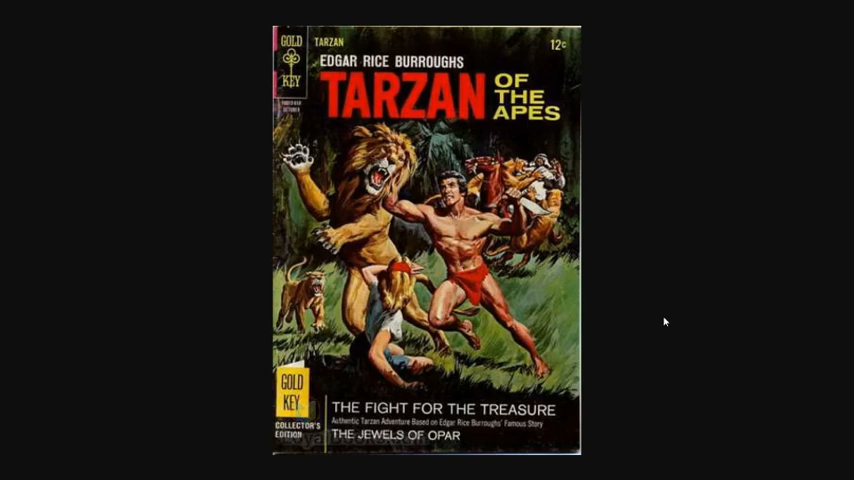 GOLD
KEY
TARZAN
12¢
EDGAR RICE BURROUGHS
TARZAN OF
THE
APES
OCTOBER
GOLD
KEY
COLLECTOR'S
EDITION
THE FIGHT FOR THE TREASURE
Authentic Tarzan Adventure Based on Edgar Rice Burroughs' Famous Story
THE JEWELS OF OPAR